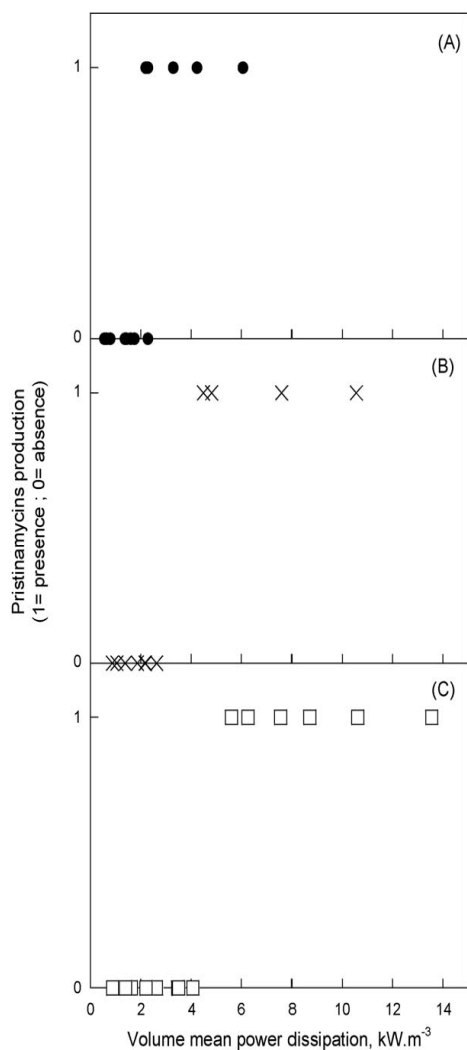 (A)
1
0
(B)
1
0
(C)
1
0
Pristinamycins production
(1= presence ; 0= absence)
0 2 4 6 8 10 12 14
Volume mean power dissipation, kW.m⁻³